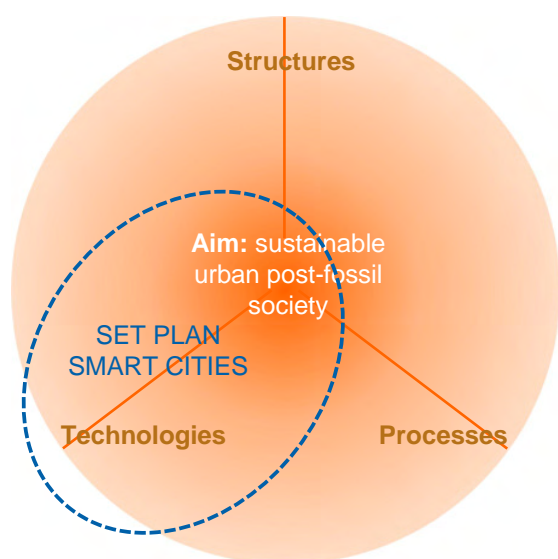 Structures
Aim: sustainable
urban post-fossil
society
SET PLAN
SMART CITIES
Technologies
Processes